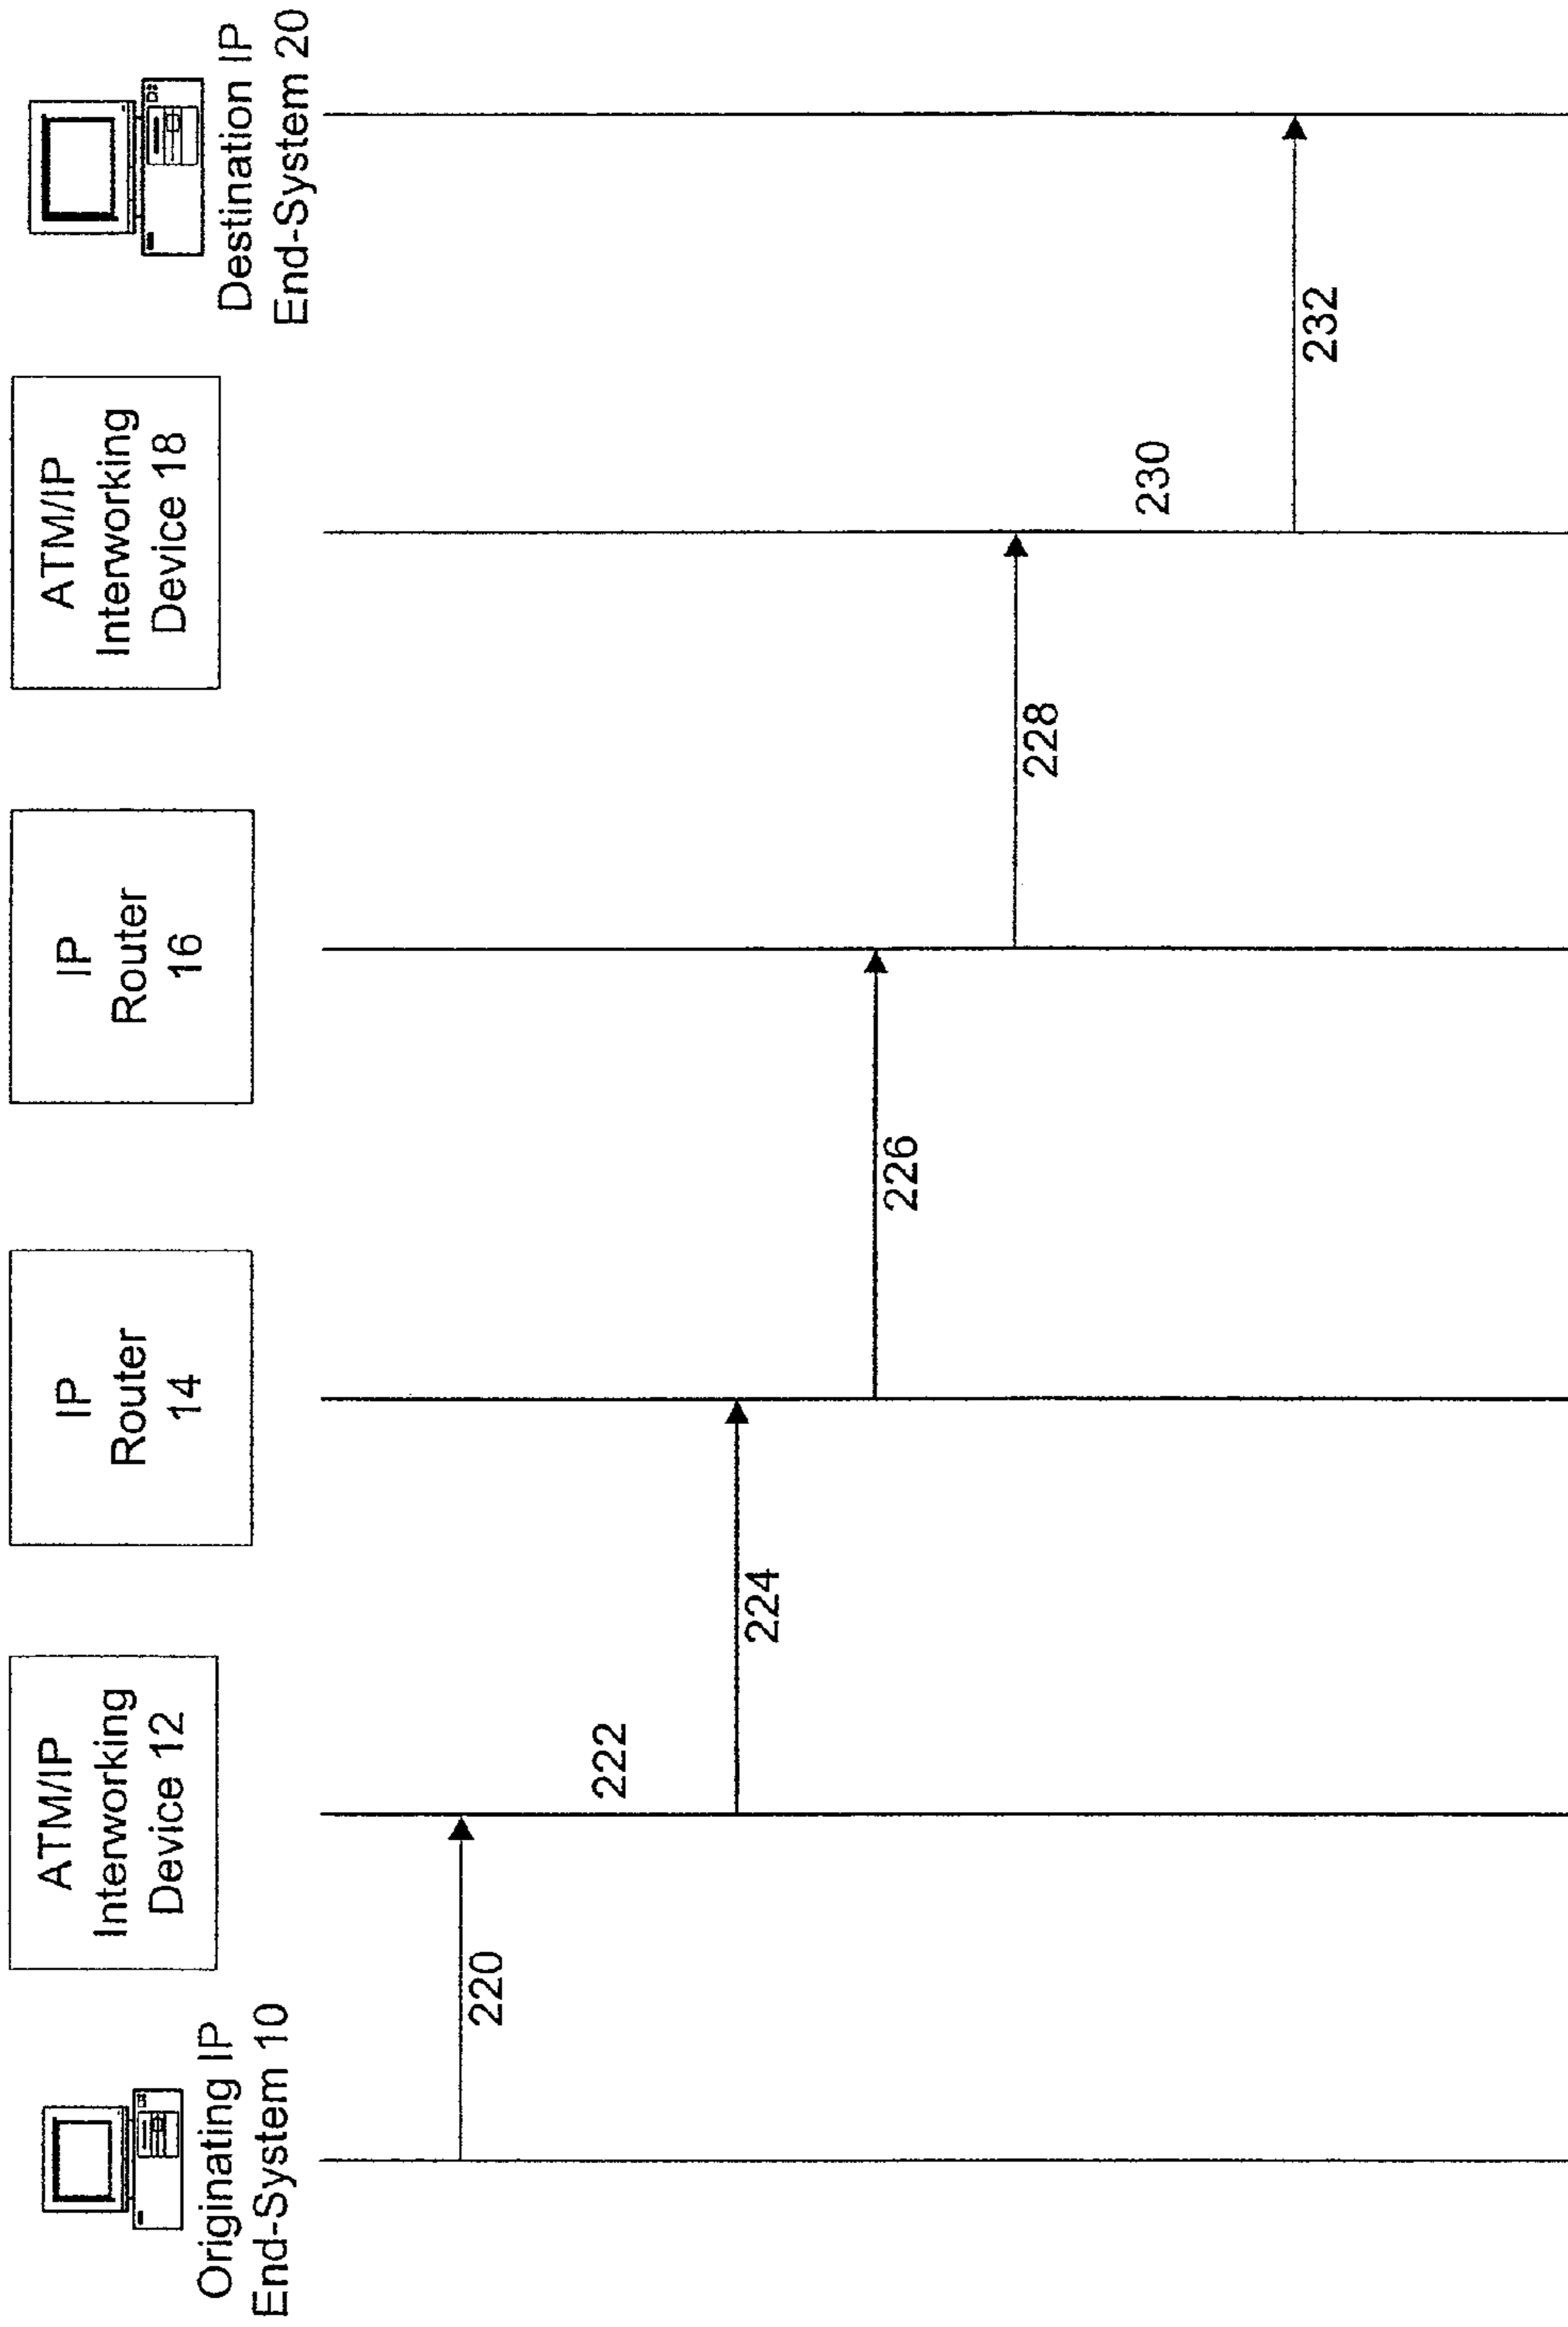 Originating IP
End-System 10
ATM/IP
Interworking
Device 12
IP
Router
14
IP
Router
16
ATM/IP
Interworking
Device 18
Destination IP
End-System 20
220
222
224
226
228
230
232